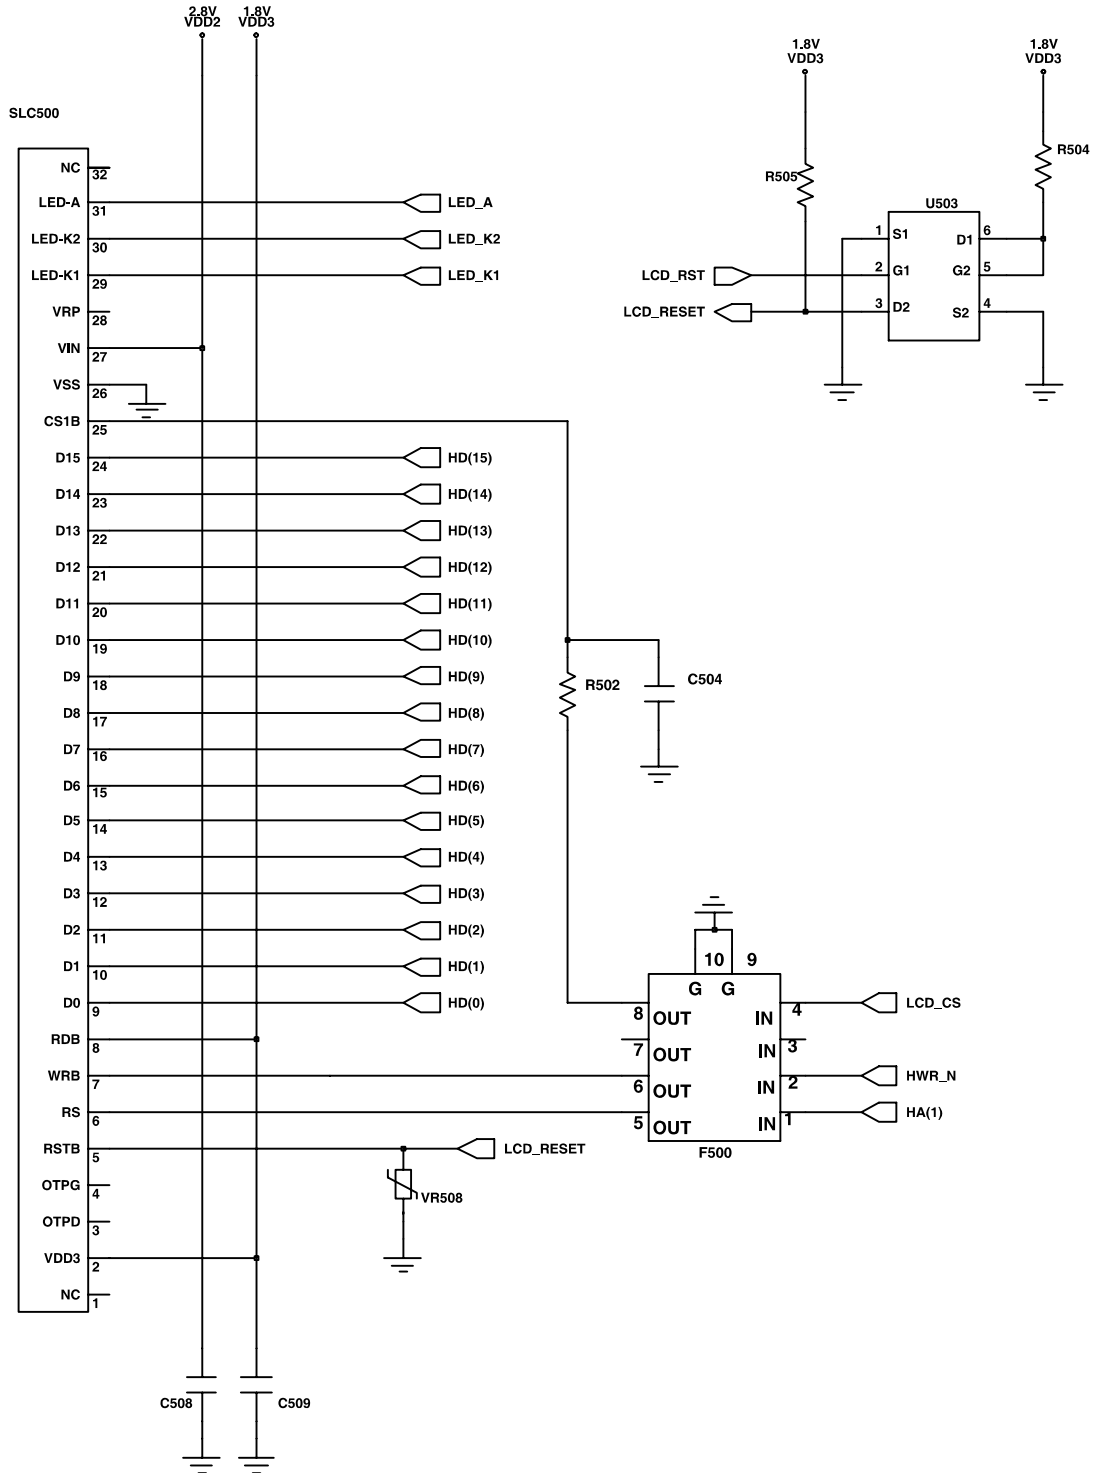 2.8V
VDD2
1.8V
VDD3
1.8V
VDD3
1.8V
VDD3
SLC500
NC 32
LED-A 31 LED_A
LED-K2 30 LED_K2
LED-K1 29 LED_K1
VRP 28
VIN 27
VSS 26
CS1B 25
D15 24 HD(15)
D14 23 HD(14)
D13 22 HD(13)
D12 21 HD(12)
D11 20 HD(11)
D10 19 HD(10)
D9 18 HD(9)
D8 17 HD(8)
D7 16 HD(7)
D6 15 HD(6)
D5 14 HD(5)
D4 13 HD(4)
D3 12 HD(3)
D2 11 HD(2)
D1 10 HD(1)
D0 9 HD(0)
RDB 8
WRB 7
RS 6
RSTB 5 LCD_RESET
OTPG 4
OTPD 3
VDD3 2
NC 1
VR508
C508
C509
R505
R504
U503
1 S1 D1 6
LCD_RST 2 G1 G2 5
LCD_RESET 3 D2 S2 4
R502
C504
10 9
G G
8 OUT IN 4 LCD_CS
7 OUT IN 3
6 OUT IN 2 HWR_N
5 OUT IN 1 HA(1)
F500